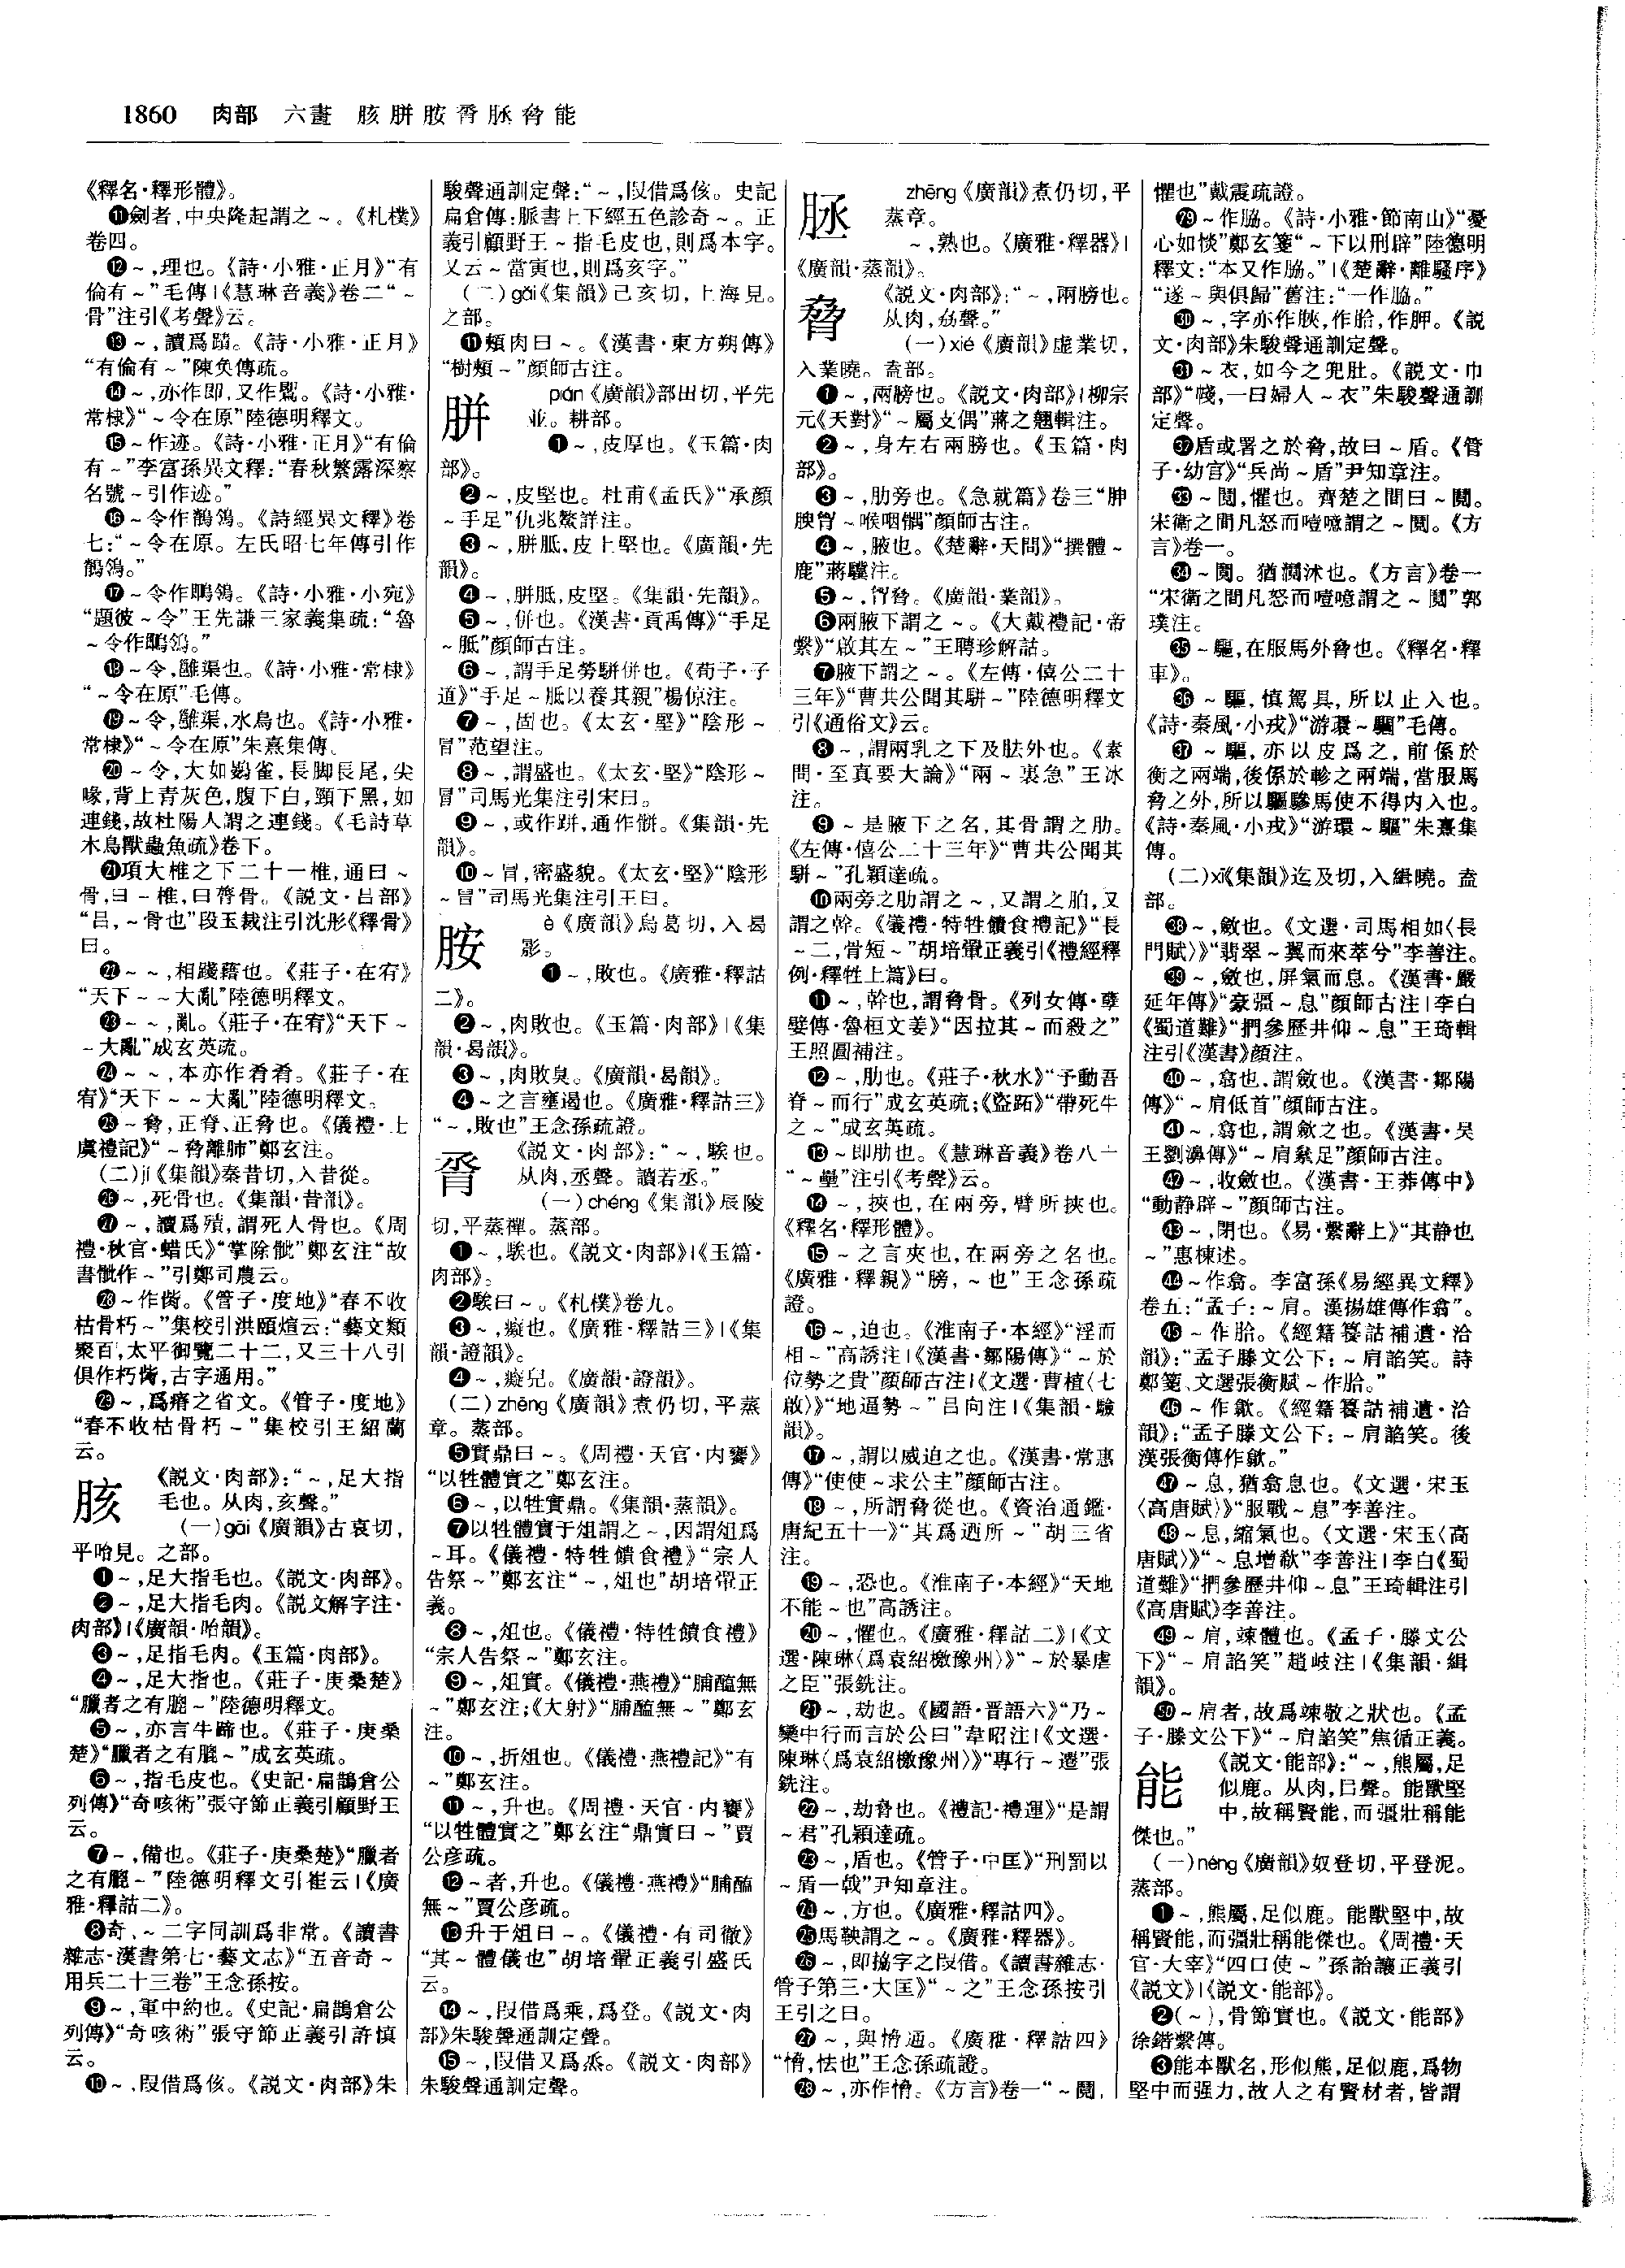 1860 肉部 六畫 胲胼胺脀脉脅能
《釋名·釋形體》。
⓫劍者,中央隆起謂之~。《札樸》
卷四。
⓬~,理也。《詩·小雅·正月》“有
倫有~”毛傳|《慧琳音義》卷二“~
骨”注引《考聲》云。
⓭~,讀爲蹐。《詩·小雅·正月》
“有倫有~”陳奐傳疏。
⓮~,亦作即,又作鶪。《詩·小雅·
常棣》“~令在原”陸德明釋文。
⓯~作迹。《詩·小雅·正月》“有倫
有~”李富孫異文釋:“春秋繁露深察
名號~引作迹。”
⓰~令作鶺鴒。《詩經異文釋》卷
七:“~令在原。左氏昭七年傳引作
鶺鴒。”
⓱~令作鵙鴒。《詩·小雅·小宛》
“題彼~令”王先謙三家義集疏:“魯
~令作鵙鴒。”
⓲~令,雝渠也。《詩·小雅·常棣》
“~令在原”毛傳。
⓳~令,雝渠,水鳥也。《詩·小雅·
常棣》“~令在原”朱熹集傳。
⓴~令,大如鷃雀,長脚長尾,尖
喙,背上青灰色,腹下白,頸下黑,如
連錢,故杜陽人謂之連錢。《毛詩草
木鳥獸蟲魚疏》卷下。
㉑項大椎之下二十一椎,通曰~
骨,曰~椎,曰膂骨。《説文·吕部》
“吕,~骨也”段玉裁注引沈彤《釋骨》
曰。
㉒~~,相踐藉也。《莊子·在宥》
“天下~~大亂”陸德明釋文。
㉓~~,亂。《莊子·在宥》“天下~
~大亂”成玄英疏。
㉔~~,本亦作肴肴。《莊子·在
宥》“天下~~大亂”陸德明釋文。
㉕~脅,正脊、正脅也。《儀禮·士
虞禮記》“~脅離肺”鄭玄注。
(二)jí《集韻》秦昔切,入昔從。
㉖~,死骨也。《集韻·昔韻》。
㉗~,讀爲殨,謂死人骨也。《周
禮·秋官·蜡氏》“掌除骴”鄭玄注“故
書骴作~”引鄭司農云。
㉘~作胔。《管子·度地》“春不收
枯骨朽~”集校引洪頤煊云:“藝文類
聚百,太平御覽二十二,又三十八引
俱作朽胔,古字通用。”
㉙~,爲瘠之省文。《管子·度地》
“春不收枯骨朽~”集校引王紹蘭
云。
胲 《説文·肉部》:“~,足大指
毛也。从肉,亥聲。”
(一)gāi《廣韻》古哀切,
平咍見。之部。
❶~,足大指毛也。《説文·肉部》。
❷~,足大指毛肉。《説文解字注·
肉部》|《廣韻·咍韻》。
❸~,足指毛肉。《玉篇·肉部》。
❹~,足大指也。《莊子·庚桑楚》
“臘者之有膍~”陸德明釋文。
❺~,亦言牛蹄也。《莊子·庚桑
楚》“臘者之有膍~”成玄英疏。
❻~,指毛皮也。《史記·扁鵲倉公
列傳》“奇咳術”張守節正義引顧野王
云。
❼~,備也。《莊子·庚桑楚》“臘者
之有膍~”陸德明釋文引崔云|《廣
雅·釋詁二》。
❽奇、~二字同訓爲非常。《讀書
雜志·漢書第七·藝文志》“五音奇~
用兵二十三卷”王念孫按。
❾~,軍中約也。《史記·扁鵲倉公
列傳》“奇咳術”張守節正義引許慎
云。
❿~,叚借爲侅。《説文·肉部》朱
駿聲通訓定聲:“~,叚借爲侅。史記
扁倉傳:脈書上下經五色診奇~。正
義引顧野王~指毛皮也,則爲本字。
又云~當寅也,則爲亥字。”
(二)gǎi《集韻》己亥切,上海見。
之部。
⓫頰肉曰~。《漢書·東方朔傳》
“樹頰~”顔師古注。
胼 pián《廣韻》部田切,平先
並。耕部。
❶~,皮厚也。《玉篇·肉
部》。
❷~,皮堅也。杜甫《孟氏》“承顔
~手足”仇兆鰲詳注。
❸~,胼胝,皮上堅也。《廣韻·先
韻》。
❹~,胼胝,皮堅。《集韻·先韻》。
❺~,併也。《漢書·貢禹傳》“手足
~胝”顔師古注。
❻~,謂手足勞駢併也。《荀子·子
道》“手足~胝以養其親”楊倞注。
❼~,固也。《太玄·堅》“陰形~
冒”范望注。
❽~,謂盛也。《太玄·堅》“陰形~
冒”司馬光集注引宋曰。
❾~,或作跰,通作骿。《集韻·先
韻》。
❿~冒,密盛貌。《太玄·堅》“陰形
~冒”司馬光集注引王曰。
胺 è《廣韻》烏葛切,入曷
影。
❶~,敗也。《廣雅·釋詁
二》。
❷~,肉敗也。《玉篇·肉部》|《集
韻·曷韻》。
❸~,肉敗臭。《廣韻·曷韻》。
❹~之言壅遏也。《廣雅·釋詁三》
“~,敗也”王念孫疏證。
脀 《説文·肉部》:“~,騃也。
从肉,丞聲。讀若丞。”
(一)chéng《集韻》辰陵
切,平蒸禪。蒸部。
❶~,騃也。《説文·肉部》|《玉篇·
肉部》。
❷騃曰~。《札樸》卷九。
❸~,癡也。《廣雅·釋詁三》|《集
韻·證韻》。
❹~,癡皃。《廣韻·證韻》。
(二)zhēng《廣韻》煮仍切,平蒸
章。蒸部。
❺實鼎曰~。《周禮·天官·内饔》
“以牲體實之”鄭玄注。
❻~,以牲實鼎。《集韻·蒸韻》。
❼以牲體實于俎謂之~,因謂俎爲
~耳。《儀禮·特牲饋食禮》“宗人
告祭~”鄭玄注“~,俎也”胡培翬正
義。
❽~,俎也。《儀禮·特牲饋食禮》
“宗人告祭~”鄭玄注。
❾~,俎實。《儀禮·燕禮》“脯醢無
~”鄭玄注;《大射》“脯醢無~”鄭玄
注。
❿~,折俎也。《儀禮·燕禮記》“有
~”鄭玄注。
⓫~,升也。《周禮·天官·内饔》
“以牲體實之”鄭玄注“鼎實曰~”賈
公彦疏。
⓬~者,升也。《儀禮·燕禮》“脯醢
無~”賈公彦疏。
⓭升于俎曰~。《儀禮·有司徹》
“其~體儀也”胡培翬正義引盛氏
云。
⓮~,叚借爲乘,爲登。《説文·肉
部》朱駿聲通訓定聲。
⓯~,叚借又爲烝。《説文·肉部》
朱駿聲通訓定聲。
脉 zhēng《廣韻》煮仍切,平
蒸章。
~,熟也。《廣雅·釋器》|
《廣韻·蒸韻》。
脅 《説文·肉部》:“~,兩膀也。
从肉,劦聲。”
(一)xié《廣韻》虚業切,
入業曉。盍部。
❶~,兩膀也。《説文·肉部》|柳宗
元《天對》“~屬支偶”蔣之翹輯注。
❷~,身左右兩膀也。《玉篇·肉
部》。
❸~,肋旁也。《急就篇》卷三“肿
腴胷~喉咽髃”顔師古注。
❹~,腋也。《楚辭·天問》“撰體~
鹿”蔣驥注。
❺~,胷脅。《廣韻·業韻》。
❻兩腋下謂之~。《大戴禮記·帝
繫》“啟其左~”王聘珍解詁。
❼腋下謂之~。《左傳·僖公二十
三年》“曹共公聞其駢~”陸德明釋文
引《通俗文》云。
❽~,謂兩乳之下及胠外也。《素
問·至真要大論》“兩~裏急”王冰
注。
❾~是腋下之名,其骨謂之肋。
《左傳·僖公二十三年》“曹共公聞其
駢~”孔穎達疏。
❿兩旁之肋謂之~,又謂之胉,又
謂之幹。《儀禮·特牲饋食禮記》“長
~二,骨短~”胡培翬正義引《禮經釋
例·釋牲上篇》曰。
⓫~,幹也,謂脅骨。《列女傳·孽
嬖傳·魯桓文姜》“因拉其~而殺之”
王照圓補注。
⓬~,肋也。《莊子·秋水》“予動吾
脊~而行”成玄英疏;《盜跖》“帶死牛
之~”成玄英疏。
⓭~即肋也。《慧琳音義》卷八十
“~㽎”注引《考聲》云。
⓮~,挾也,在兩旁,臂所挾也。
《釋名·釋形體》。
⓯~之言夾也,在兩旁之名也。
《廣雅·釋親》“膀,~也”王念孫疏
證。
⓰~,迫也。《淮南子·本經》“淫而
相~”高誘注|《漢書·鄒陽傳》“~於
位勢之貴”顔師古注|《文選·曹植〈七
啟〉》“地逼勢~”吕向注|《集韻·驗
韻》。
⓱~,謂以威迫之也。《漢書·常惠
傳》“使使~求公主”顔師古注。
⓲~,所謂脅從也。《資治通鑑·
唐紀五十一》“其爲迺所~”胡三省
注。
⓳~,恐也。《淮南子·本經》“天地
不能~也”高誘注。
⓴~,懼也。《廣雅·釋詁二》|《文
選·陳琳〈爲袁紹檄豫州〉》“~於暴虐
之臣”張銑注。
㉑~,劫也。《國語·晋語六》“乃~
欒中行而言於公曰”韋昭注|《文選·
陳琳〈爲袁紹檄豫州〉》“專行~遷”張
銑注。
㉒~,劫脅也。《禮記·禮運》“是謂
~君”孔穎達疏。
㉓~,盾也。《管子·中匡》“刑罰以
~盾一戟”尹知章注。
㉔~,方也。《廣雅·釋詁四》。
㉕馬鞅謂之~。《廣雅·釋器》。
㉖~,即拹字之叚借。《讀書雜志·
管子第三·大匡》“~之”王念孫按引
王引之曰。
㉗~,與愶通。《廣雅·釋詁四》
“愶,怯也”王念孫疏證。
㉘~,亦作愶。《方言》卷一“~鬩,
懼也”戴震疏證。
㉙~作脇。《詩·小雅·節南山》“憂
心如惔”鄭玄箋“~下以刑辟”陸德明
釋文:“本又作脇。”|《楚辭·離騷序》
“遂~與俱歸”舊注:“一作脇。”
㉚~,字亦作脥,作胎,作胛。《説
文·肉部》朱駿聲通訓定聲。
㉛~衣,如今之兜肚。《説文·巾
部》“帴,一曰婦人~衣”朱駿聲通訓
定聲。
㉜盾或署之於脅,故曰~盾。《管
子·幼官》“兵尚~盾”尹知章注。
㉝~鬩,懼也。齊楚之間曰~鬩。
宋衛之間凡怒而噎噫謂之~鬩。《方
言》卷一。
㉞~鬩。猶濶沭也。《方言》卷一
“宋衛之間凡怒而噎噫謂之~鬩”郭
璞注。
㉟~驅,在服馬外脅也。《釋名·釋
車》。
㊱~驅,慎駕具,所以止入也。
《詩·秦風·小戎》“游環~驅”毛傳。
㊲~驅,亦以皮爲之,前係於
衡之兩端,後係於軫之兩端,當服馬
脅之外,所以驅驂馬使不得内入也。
《詩·秦風·小戎》“游環~驅”朱熹集
傳。
(二)xī《集韻》迄及切,入緝曉。盍
部。
㊳~,斂也。《文選·司馬相如〈長
門賦〉》“翡翠~翼而來萃兮”李善注。
㊴~,斂也,屏氣而息。《漢書·嚴
延年傳》“豪彊~息”顔師古注|李白
《蜀道難》“捫參歷井仰~息”王琦輯
注引《漢書》顔注。
㊵~,翕也,謂斂也。《漢書·鄒陽
傳》“~肩低首”顔師古注。
㊶~,翕也,謂歛之也。《漢書·吴
王劉濞傳》“~肩絫足”顔師古注。
㊷~,收斂也。《漢書·王莽傳中》
“動静辟~”顔師古注。
㊸~,閉也。《易·繫辭上》“其静也
~”惠棟述。
㊹~作翕。李富孫《易經異文釋》
卷五:“孟子:~肩。漢揚雄傳作翕”。
㊺~作胎。《經籍籑詁補遺·洽
韻》:“孟子滕文公下:~肩諂笑。詩
鄭箋、文選張衡賦~作胎。”
㊻~作歙。《經籍籑詁補遺·洽
韻》:“孟子滕文公下:~肩諂笑。後
漢張衡傳作歙。”
㊼~息,猶翕息也。《文選·宋玉
〈高唐賦〉》“股戰~息”李善注。
㊽~息,縮氣也。《文選·宋玉〈高
唐賦〉》“~息增欷”李善注|李白《蜀
道難》“捫參歷井仰~息”王琦輯注引
《高唐賦》李善注。
㊾~肩,竦體也。《孟子·滕文公
下》“~肩諂笑”趙岐注|《集韻·緝
韻》。
㊿~肩者,故爲竦敬之狀也。《孟
子·滕文公下》“~肩諂笑”焦循正義。
能 《説文·能部》:“~,熊屬,足
似鹿。从肉,㠯聲。能獸堅
中,故稱賢能,而彊壯稱能
傑也。”
(一)néng《廣韻》奴登切,平登泥。
蒸部。
❶~,熊屬,足似鹿。能獸堅中,故
稱賢能,而彊壯稱能傑也。《周禮·天
官·大宰》“四曰使~”孫詒讓正義引
《説文》|《説文·能部》。
❷(~),骨節實也。《説文·能部》
徐鍇繫傳。
❸能本獸名,形似熊,足似鹿,爲物
堅中而强力,故人之有賢材者,皆謂